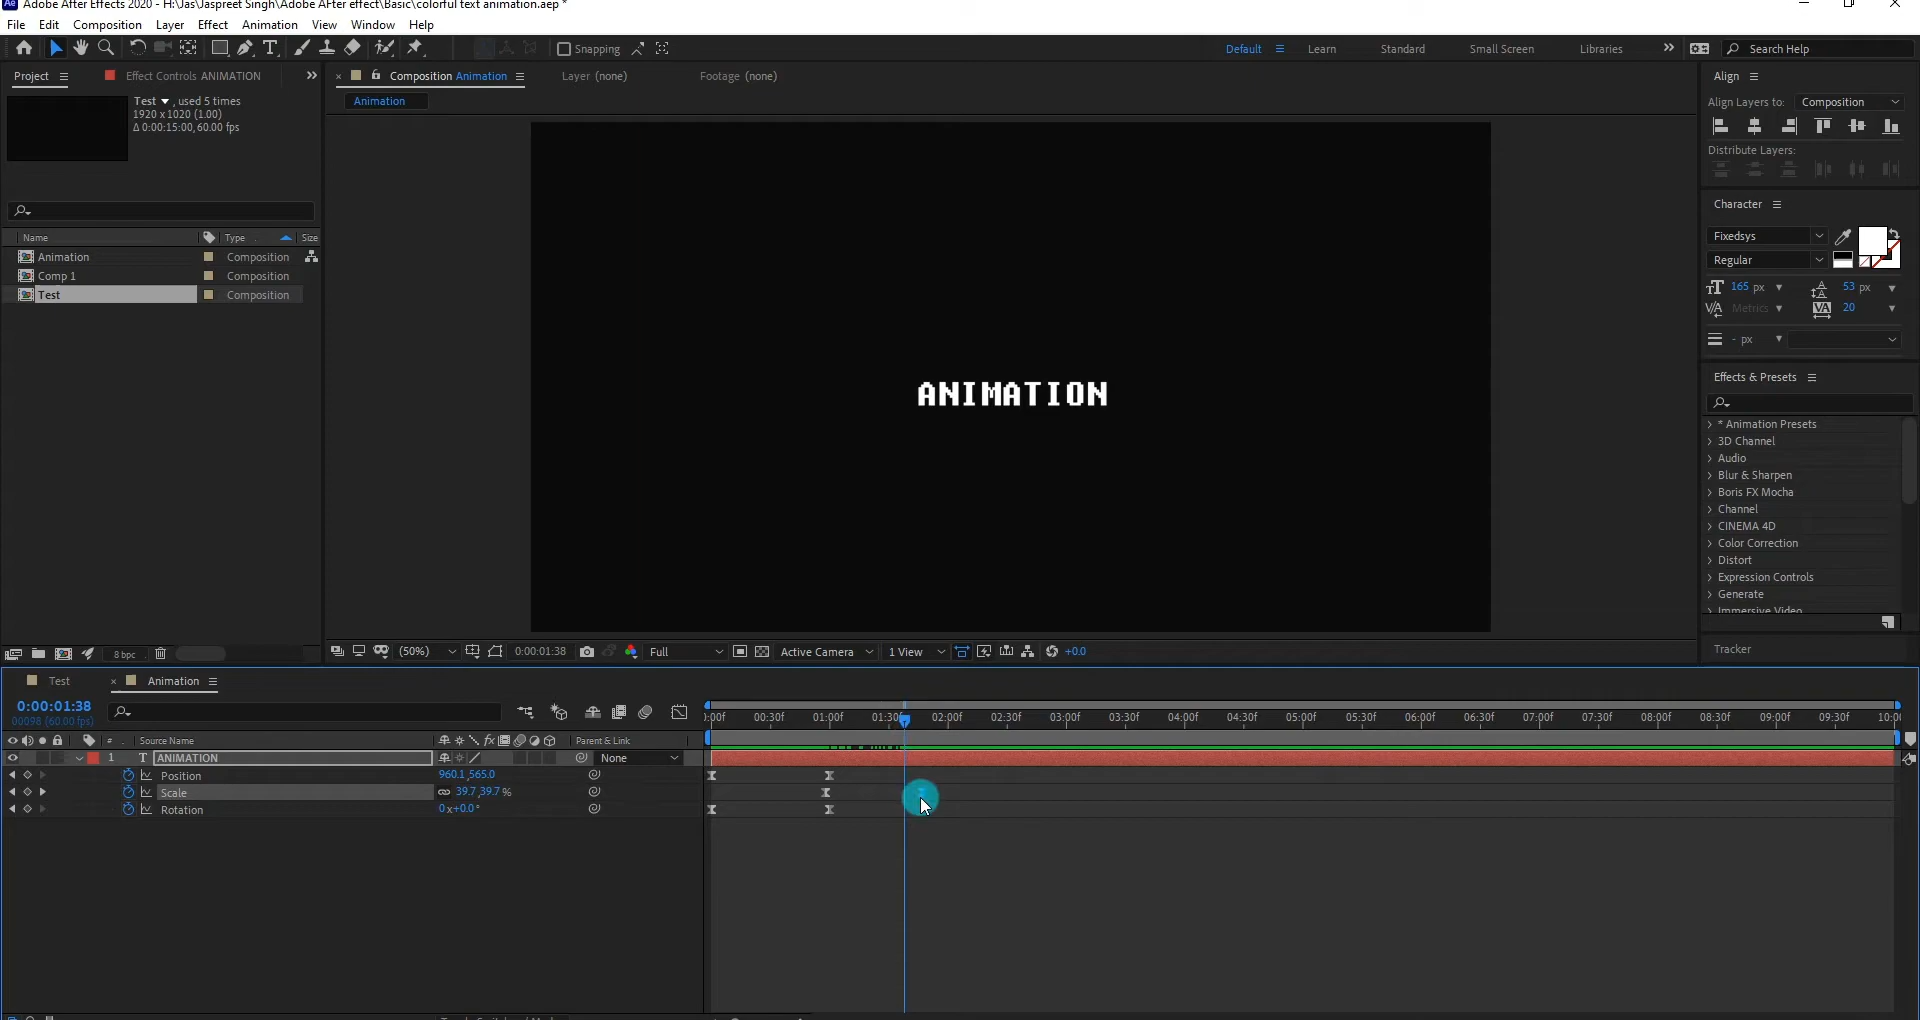 Adobe After Effects 2020 - H:\Jas\Jaspreet Singh\Adobe AFter effect\Basic\colorful text animation.aep *
File Edit Composition Layer Effect Animation View Window Help
Snapping
Default Learn Standard Small Screen Libraries
Search Help
Project
Effect Controls ANIMATION
Test , used 5 times
1920 x 1020 (1.00)
Δ 0:00:15:00, 60.00 fps
Name Type Size
Animation Composition
Comp 1 Composition
Test Composition
8 bpc
Composition Animation
Layer (none)
Footage (none)
Animation
ANIMATION
(50%) 0:00:01:38 Full Active Camera 1 View +0.0
Align
Align Layers to: Composition
Distribute Layers:
Character
Fixedsys
Regular
165 px 53 px
Metrics 20
- px
Effects & Presets
* Animation Presets
3D Channel
Audio
Blur & Sharpen
Boris FX Mocha
Channel
CINEMA 4D
Color Correction
Distort
Expression Controls
Generate
Immersive Video
Tracker
Test
Animation
0:00:01:38
00098 (60.00 fps)
# Source Name Parent & Link
1 T ANIMATION None
Position 960.1,565.0
Scale 39.7,39.7%
Rotation 0x+0.0°
:00f 00:30f 01:00f 01:30f 02:00f 02:30f 03:00f 03:30f 04:00f 04:30f 05:00f 05:30f 06:00f 06:30f 07:00f 07:30f 08:00f 08:30f 09:00f 09:30f 10:00